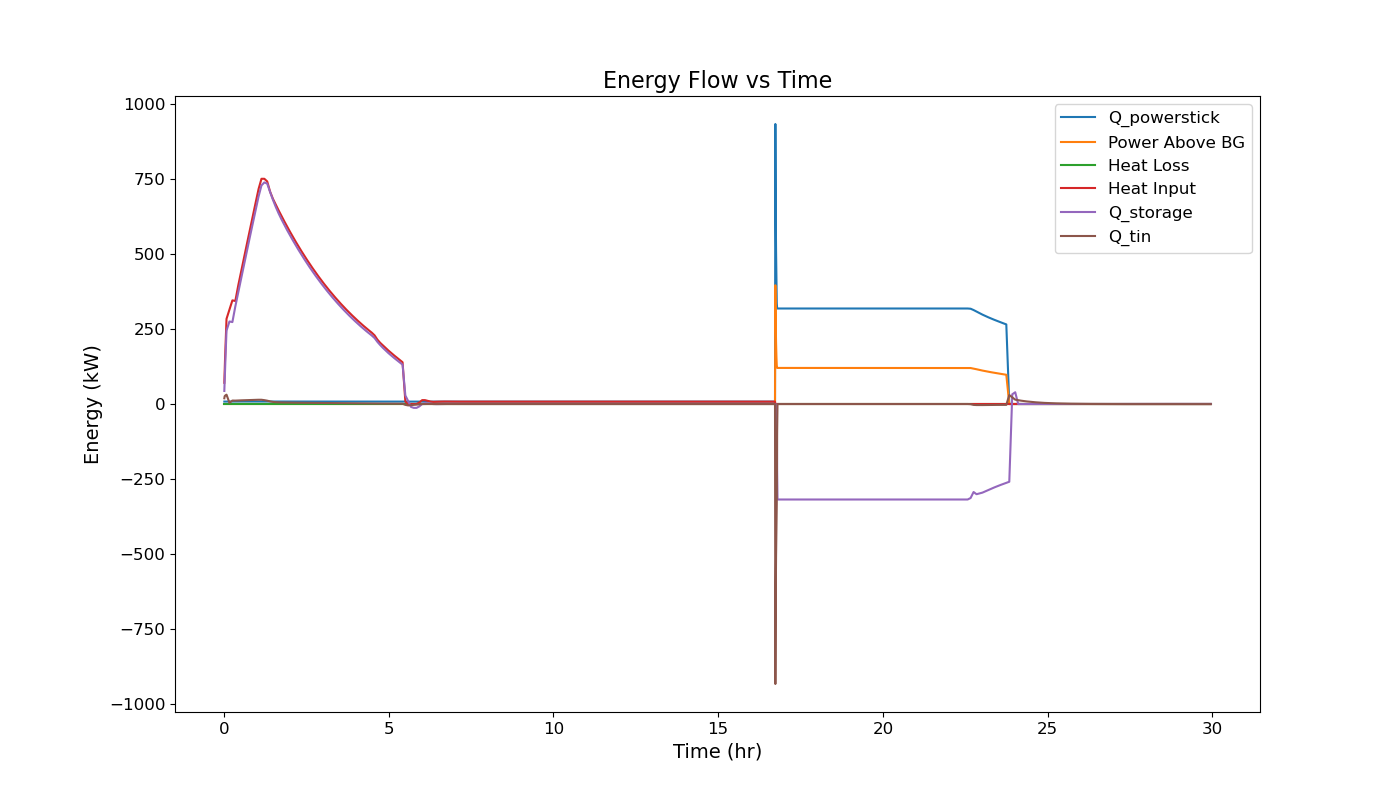 Energy Flow vs Time
1000
750
500
250
0
−250
−500
−750
−1000
Energy (kW)
Q_powerstick
Power Above BG
Heat Loss
Heat Input
Q_storage
Q_tin
0 5 10 15 20 25 30
Time (hr)